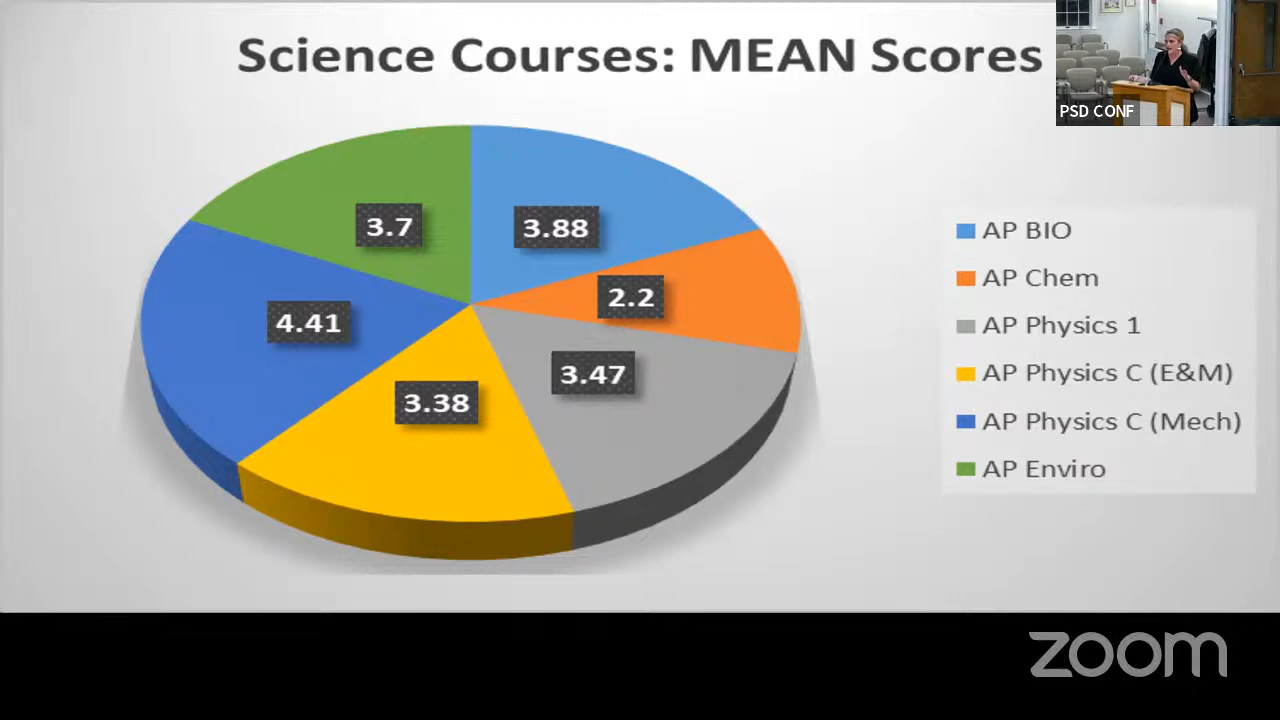 Science Courses: MEAN Scores
PSD CONF
3.7
3.88
2.2
4.41
3.47
3.38
AP BIO
AP Chem
AP Physics 1
AP Physics C (E&M)
AP Physics C (Mech)
AP Enviro
zoom